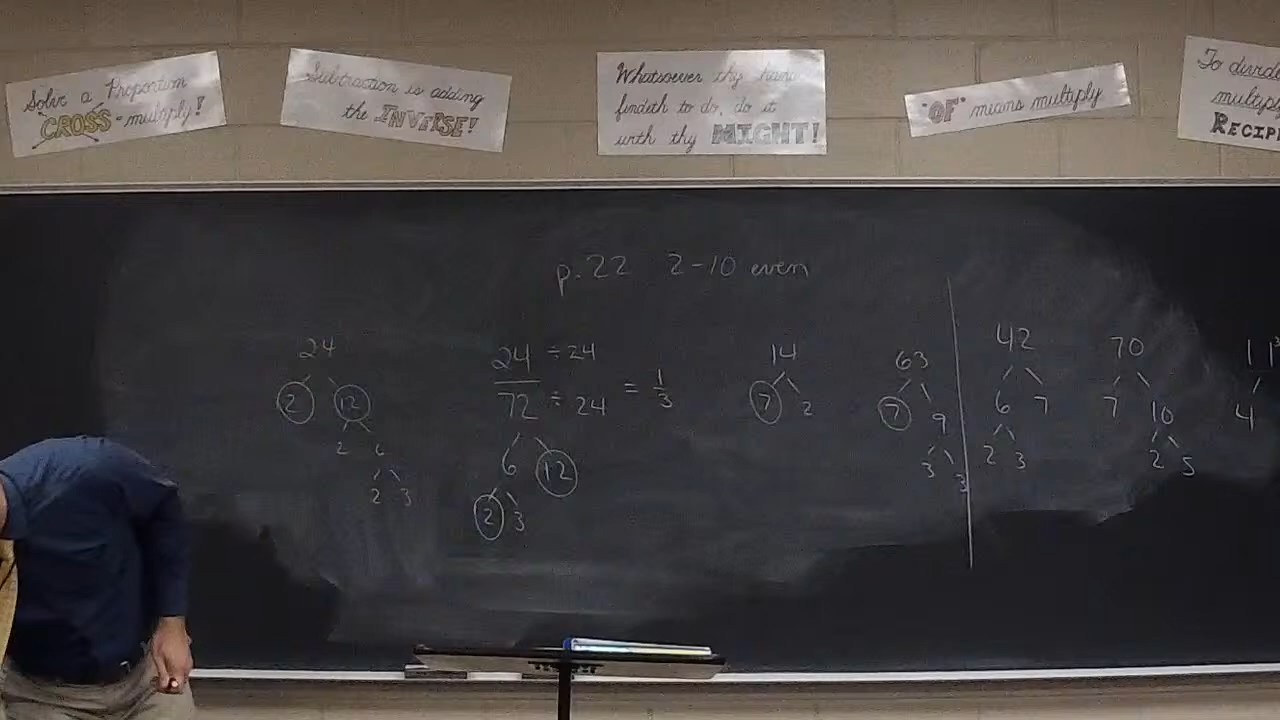 Solve a Proportion
"CROSS"-multiply!
Subtraction is adding
the INVERSE!
Whatsoever thy hand
findeth to do, do it
with thy MIGHT!
"OF" means multiply
To divide
multiply
RECIP
p.22 2-10 even
24
2 12
2 6
2 3
24 ÷ 24
72 ÷ 24 = 1/3
6 12
2 3
14
7 2
63
7 9
3 3
42
6 7
2 3
70
7 10
2 5
4